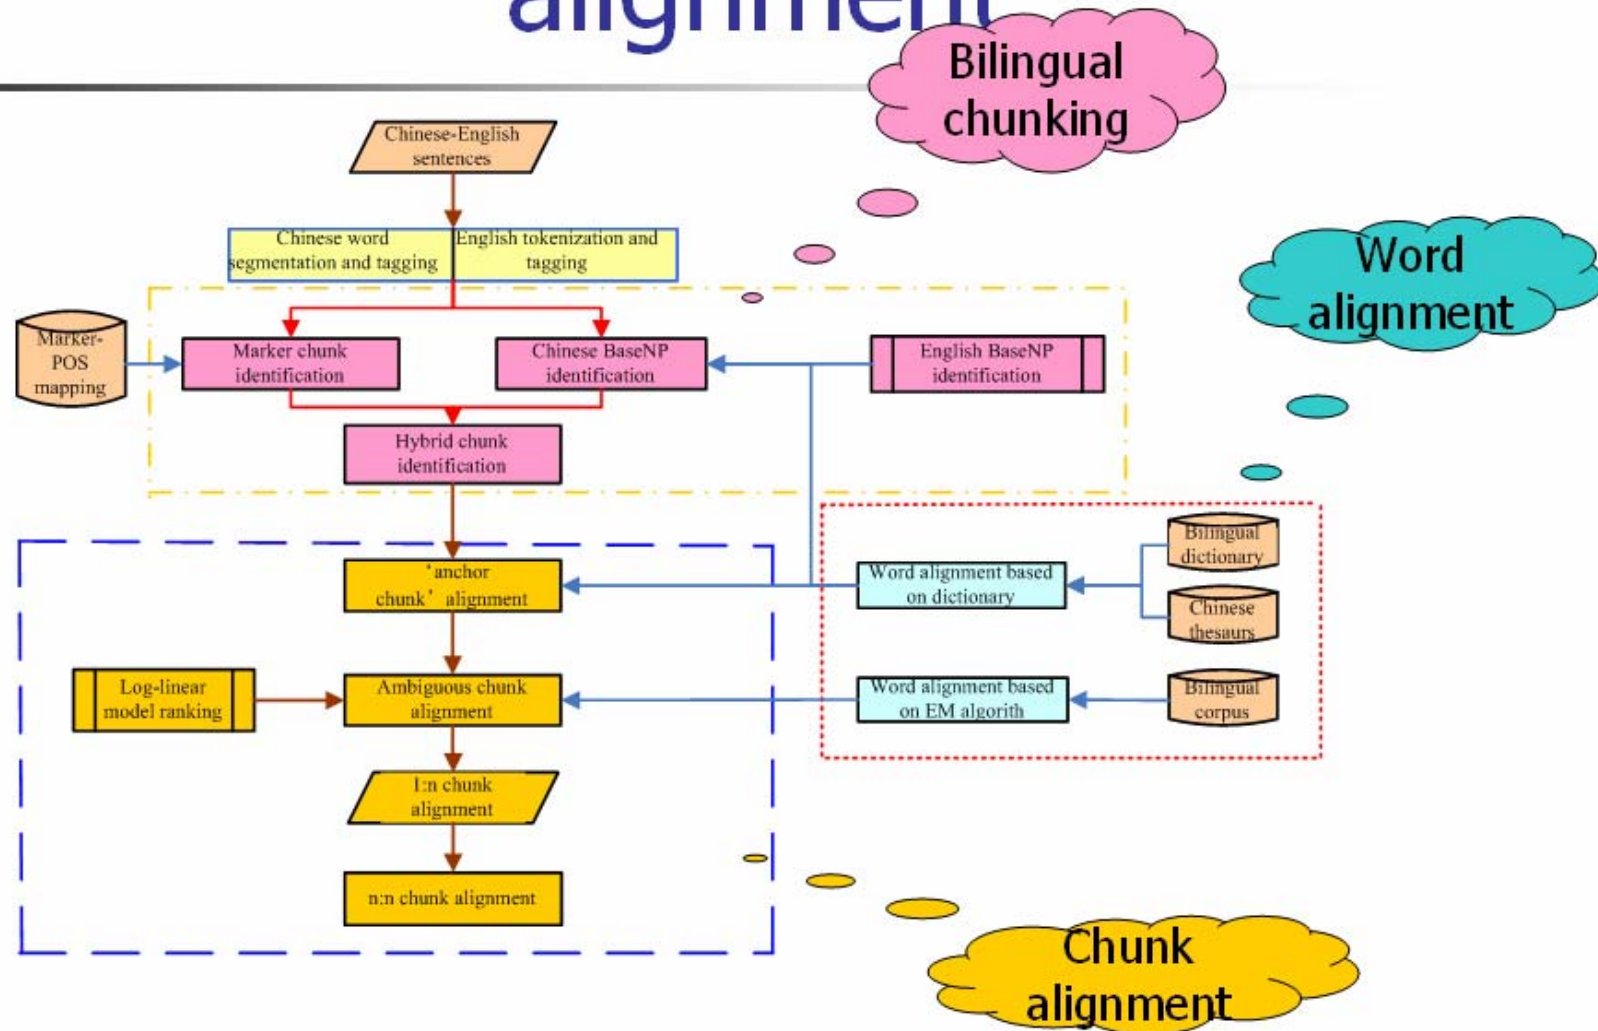 alignment
Bilingual
chunking
Chinese-English
sentences
Chinese word
segmentation and tagging
English tokenization and
tagging
Word
alignment
Marker-
POS
mapping
Marker chunk
identification
Chinese BaseNP
identification
English BaseNP
identification
Hybrid chunk
identification
‘anchor
chunk’ alignment
Word alignment based
on dictionary
Bilingual
dictionary
Chinese
thesaurs
Log-linear
model ranking
Ambiguous chunk
alignment
Word alignment based
on EM algorith
Bilingual
corpus
1:n chunk
alignment
n:n chunk alignment
Chunk
alignment